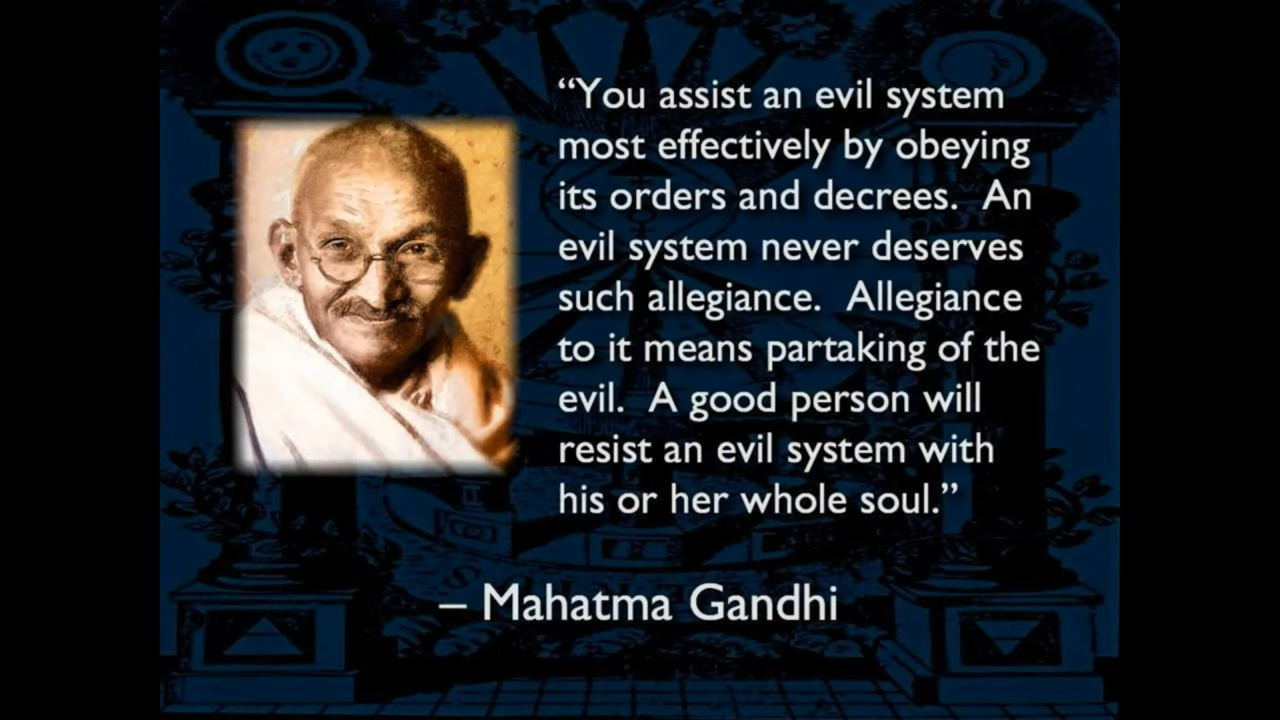 “You assist an evil system
most effectively by obeying
its orders and decrees.  An
evil system never deserves
such allegiance.  Allegiance
to it means partaking of the
evil.  A good person will
resist an evil system with
his or her whole soul.”
– Mahatma Gandhi